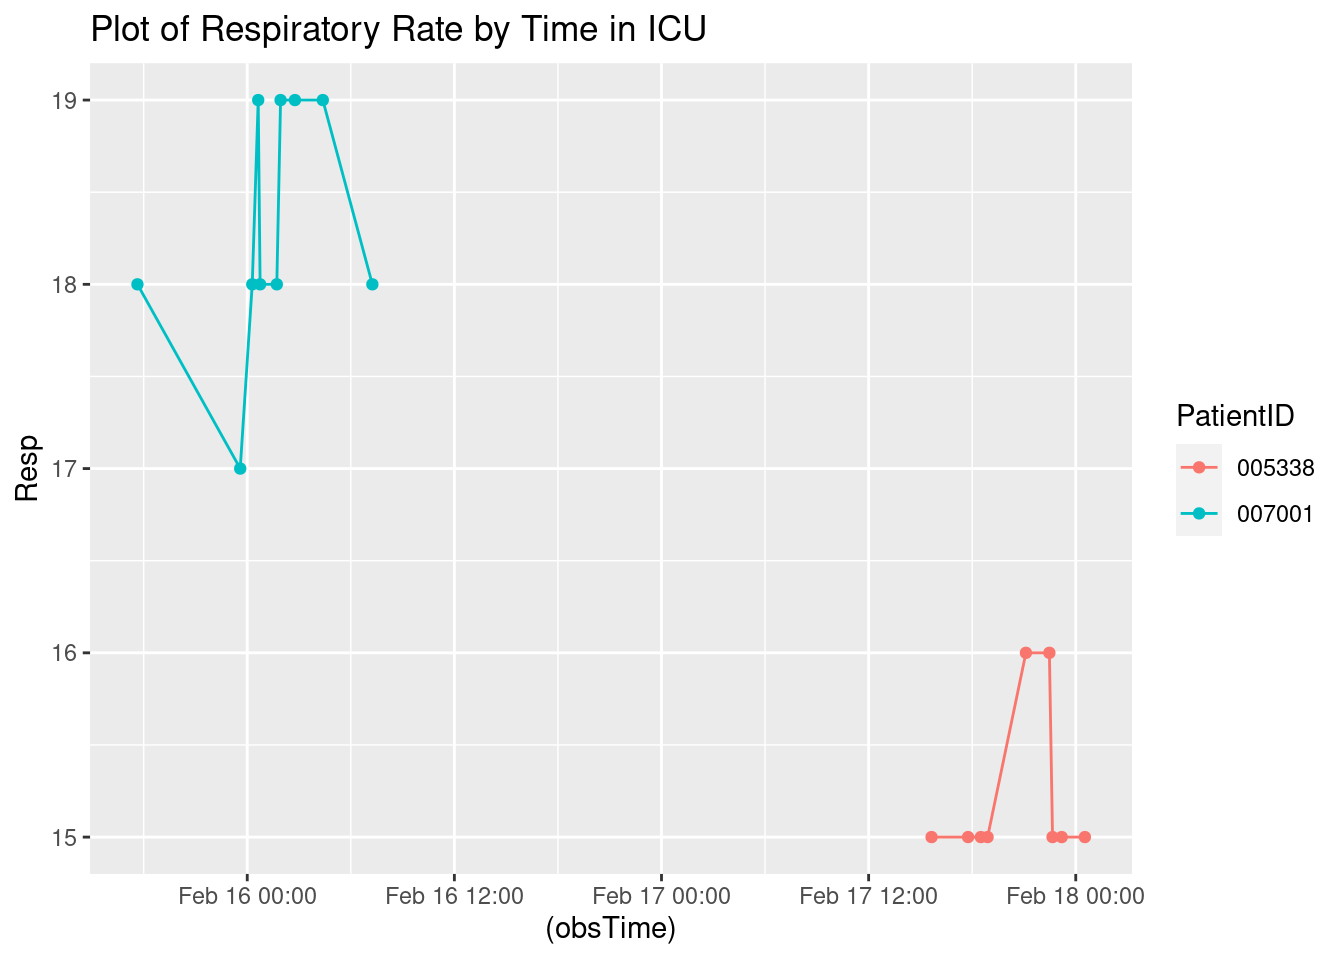 Plot of Respiratory Rate by Time in ICU
19
18
17
16
15
Resp
Feb 16 00:00
Feb 16 12:00
Feb 17 00:00
Feb 17 12:00
Feb 18 00:00
(obsTime)
PatientID
005338
007001